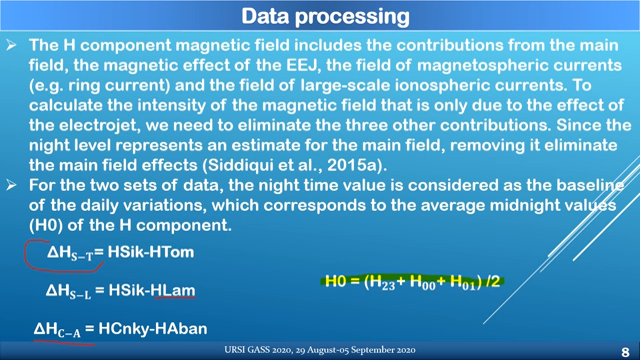 Data processing
➢ The H component magnetic field includes the contributions from the main
field, the magnetic effect of the EEJ, the field of magnetospheric currents
(e.g. ring current) and the field of large-scale ionospheric currents. To
calculate the intensity of the magnetic field that is only due to the effect of
the electrojet, we need to eliminate the three other contributions. Since the
night level represents an estimate for the main field, removing it eliminate
the main field effects (Siddiqui et al., 2015a).
➢ For the two sets of data, the night time value is considered as the baseline
of the daily variations, which corresponds to the average midnight values
(H0) of the H component.
ΔH_S−T = HSik-HTom
H0 = (H₂₃+ H₀₀+ H₀₁) /2
ΔH_S−L = HSik-HLam
ΔH_C−A = HCnky-HAban
URSI GASS 2020, 29 August-05 September 2020
8